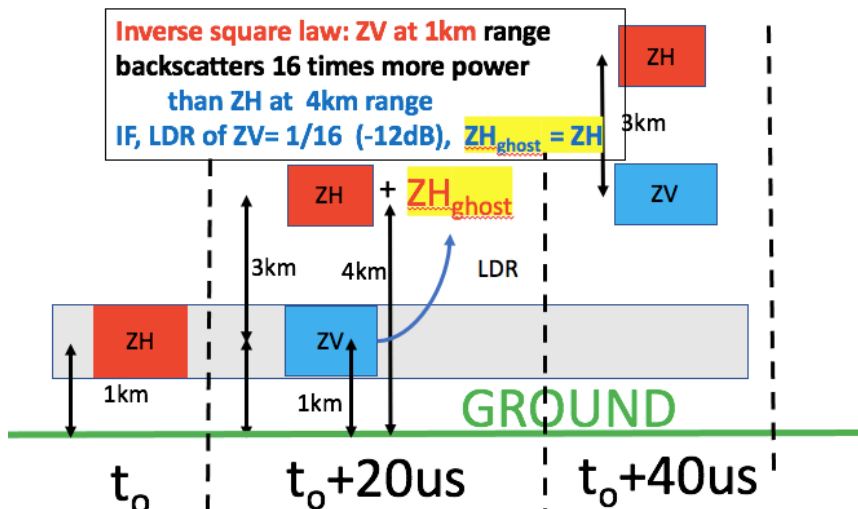 Inverse square law: ZV at 1km range
backscatters 16 times more power
than ZH at 4km range
IF, LDR of ZV= 1/16 (-12dB), ZHghost = ZH
ZH
3km
ZV
ZH + ZHghost
3km
4km
LDR
ZH
ZV
1km
1km
GROUND
to
to+20us
to+40us